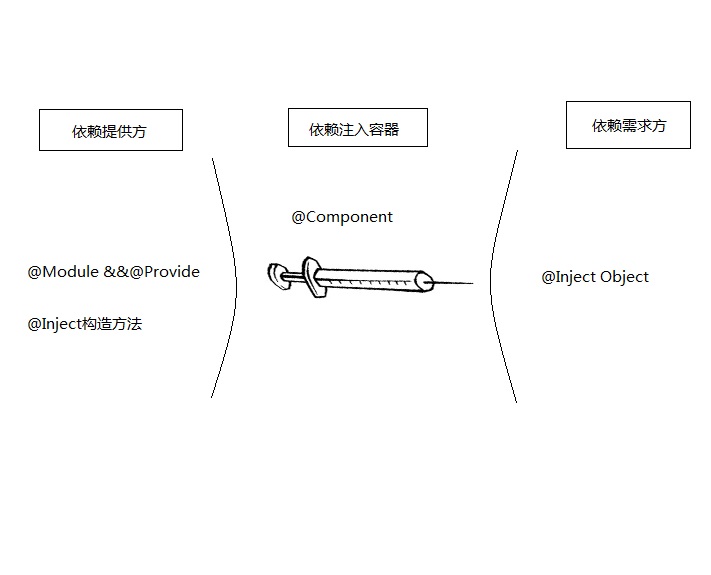 依赖提供方
依赖注入容器
依赖需求方
@Component
@Module &&@Provide
@Inject Object
@Inject构造方法